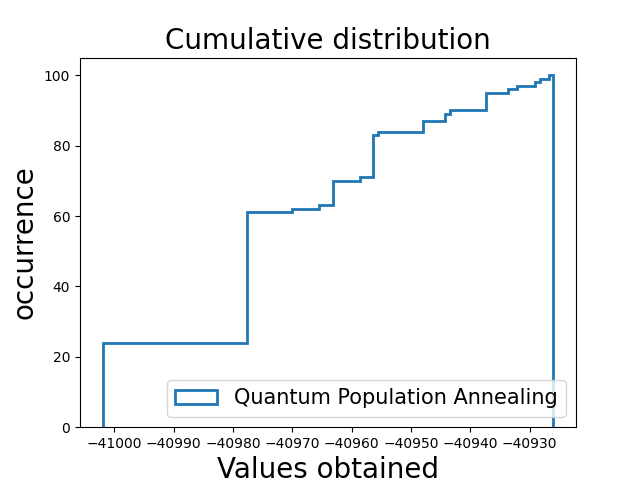 Cumulative distribution
100
80
60
40
20
0
occurrence
Quantum Population Annealing
−41000 −40990 −40980 −40970 −40960 −40950 −40940 −40930
Values obtained